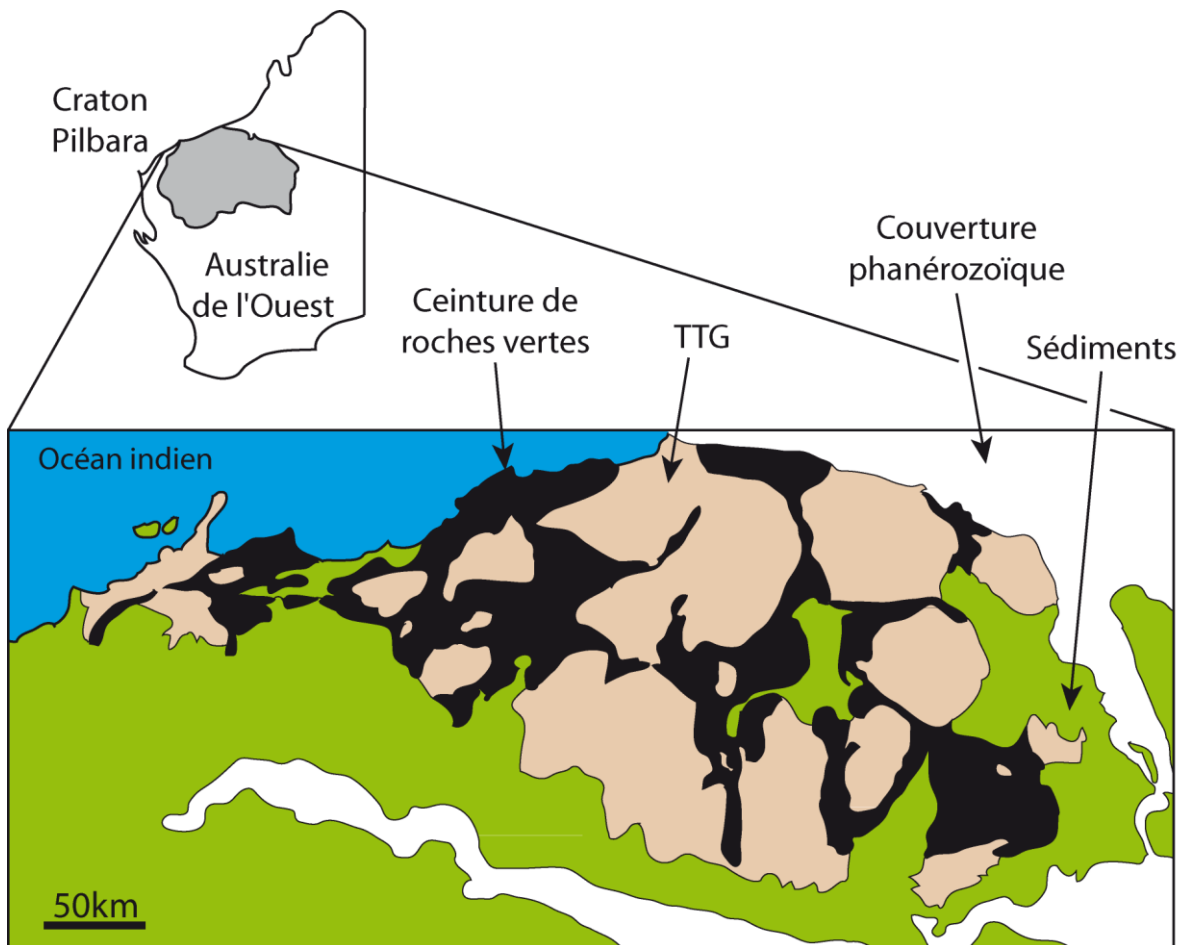 Craton
Pilbara
Australie
de l'Ouest
Couverture
phanérozoïque
Ceinture de
roches vertes
TTG
Sédiments
Océan indien
50km